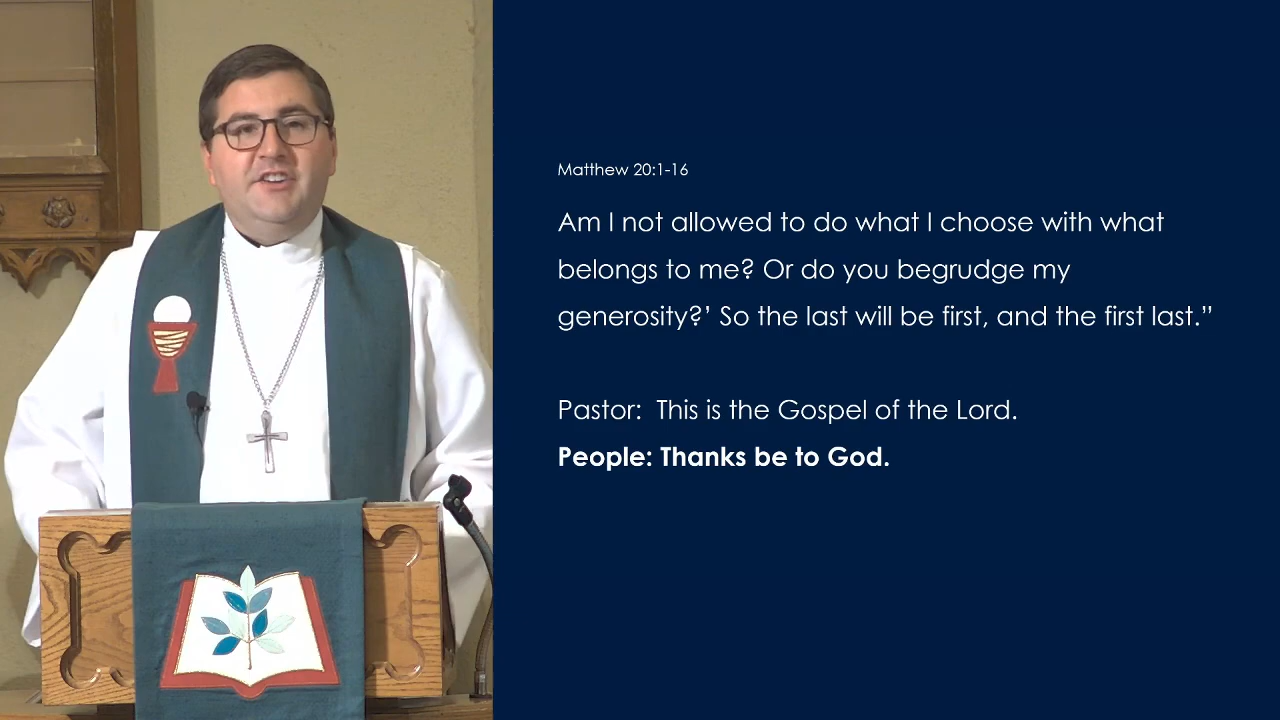 Matthew 20:1-16
Am I not allowed to do what I choose with what
belongs to me? Or do you begrudge my
generosity?’ So the last will be first, and the first last.”
Pastor:  This is the Gospel of the Lord.
People: Thanks be to God.